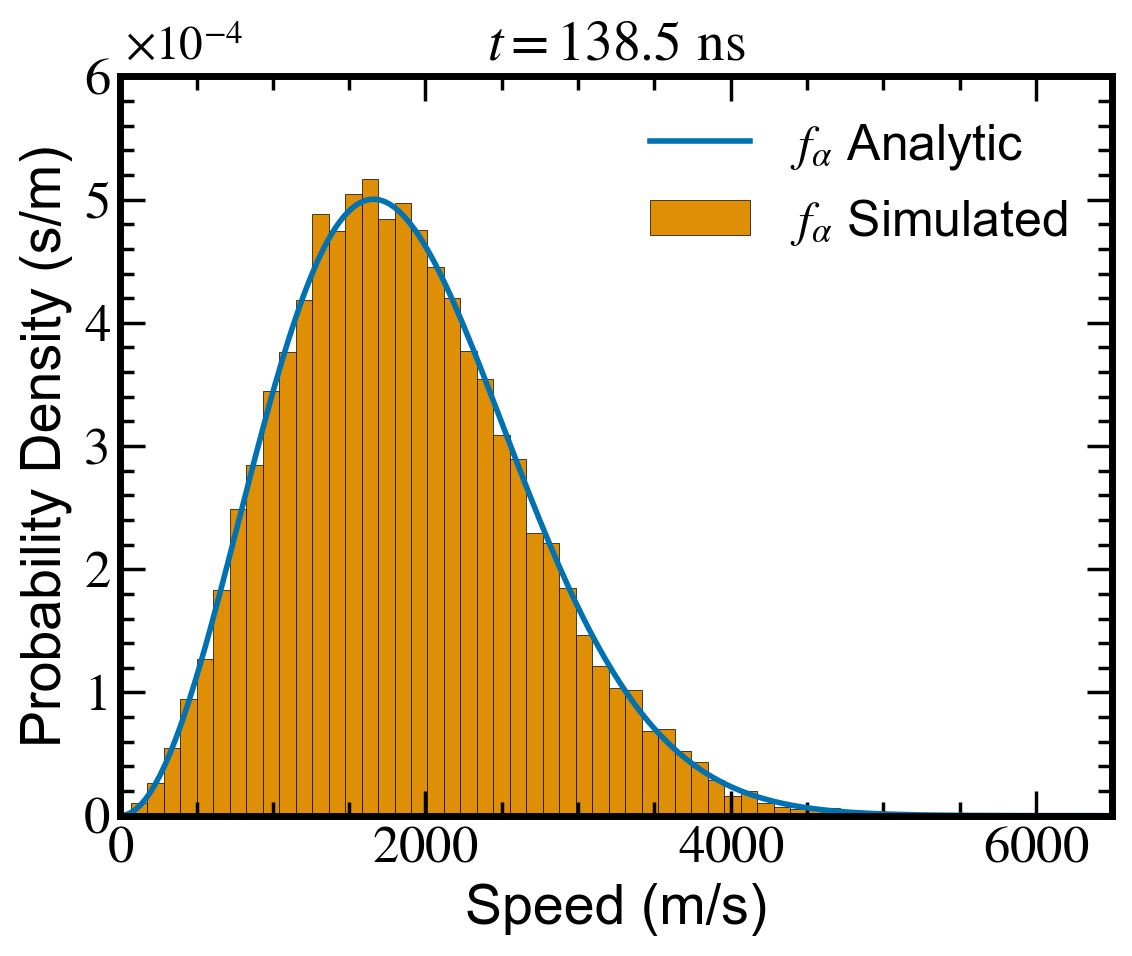 ×10⁻⁴
t = 138.5 ns
Probability Density (s/m)
6
5
4
3
2
1
0
f_α Analytic
f_α Simulated
0 2000 4000 6000
Speed (m/s)